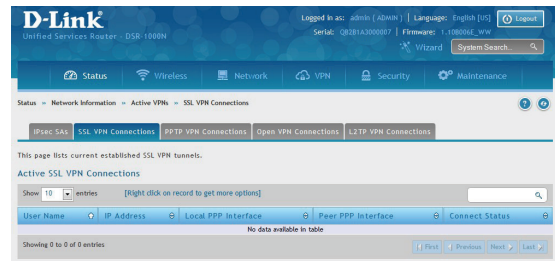 D-Link
Unified Services Router - DSR-1000N
Logged in as: admin ( ADMIN ) | Language: English [US] Logout
Serial: QB2B1A3000007 | Firmware: 1.10B006E_WW
Wizard System Search...
Status Wireless Network VPN Security Maintenance
Status » Network Information » Active VPNs » SSL VPN Connections
IPsec SAs SSL VPN Connections PPTP VPN Connections Open VPN Connections L2TP VPN Connections
This page lists current established SSL VPN tunnels.
Active SSL VPN Connections
Show 10 entries [Right click on record to get more options]
User Name IP Address Local PPP Interface Peer PPP Interface Connect Status
No data available in table
Showing 0 to 0 of 0 entries First Previous Next Last